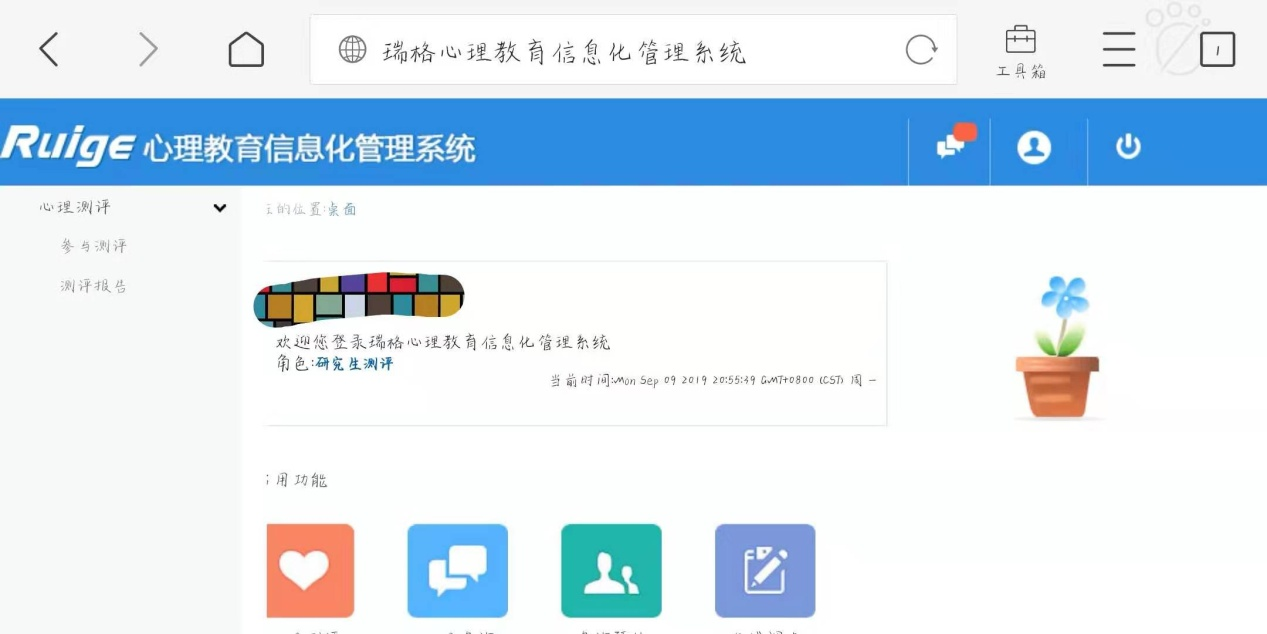 瑞格心理教育信息化管理系统
工具箱
1
Ruige 心理教育信息化管理系统
心理测评
参与测评
测评报告
的位置:桌面
欢迎您登录瑞格心理教育信息化管理系统
角色:研究生测评
当前时间:Mon Sep 09 2019 20:55:49 GMT+0800 (CST) 周一
用功能